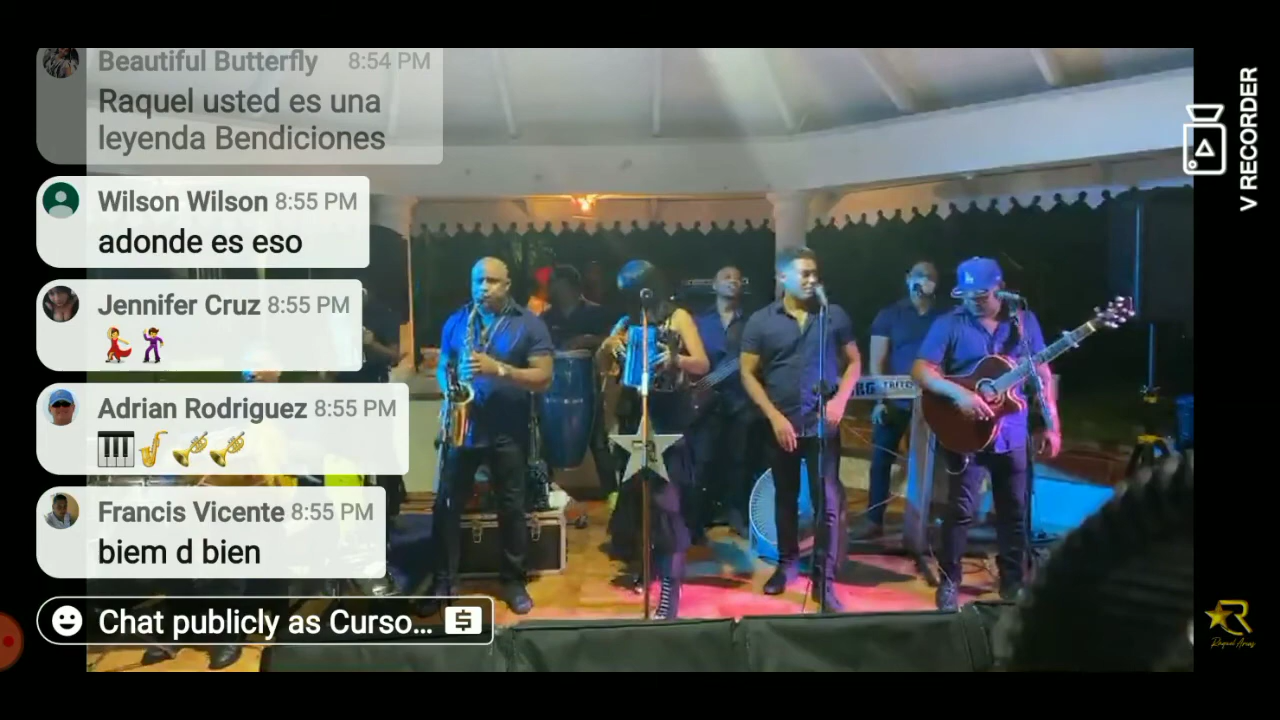 Beautiful Butterfly 8:54 PM
Raquel usted es una
leyenda Bendiciones
Wilson Wilson 8:55 PM
adonde es eso
Jennifer Cruz 8:55 PM
Adrian Rodriguez 8:55 PM
Francis Vicente 8:55 PM
biem d bien
Chat publicly as Curso...
V RECORDER
R
LA